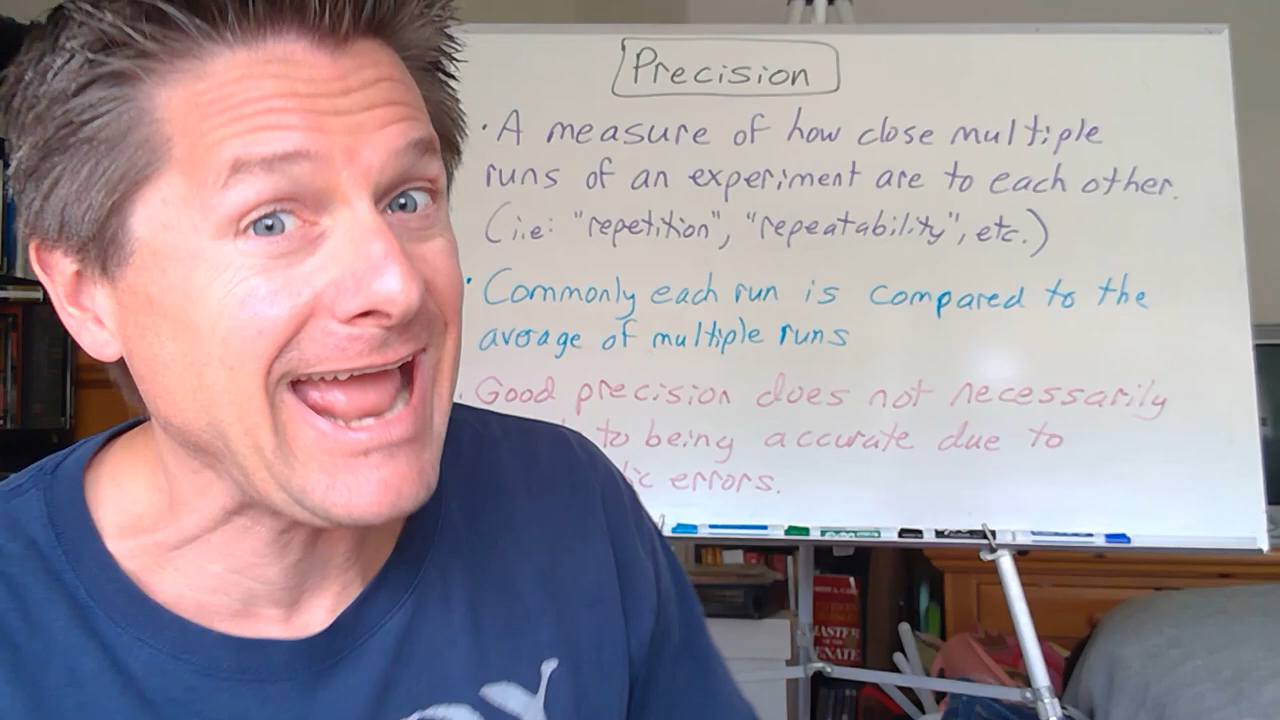 Precision
· A measure of how close multiple
runs of an experiment are to each other.
(i.e: "repetition", "repeatability", etc.)
· Commonly each run is compared to the
average of multiple runs
· Good precision does not necessarily
to being accurate due to
errors.
MASTER
OF THE
SENATE